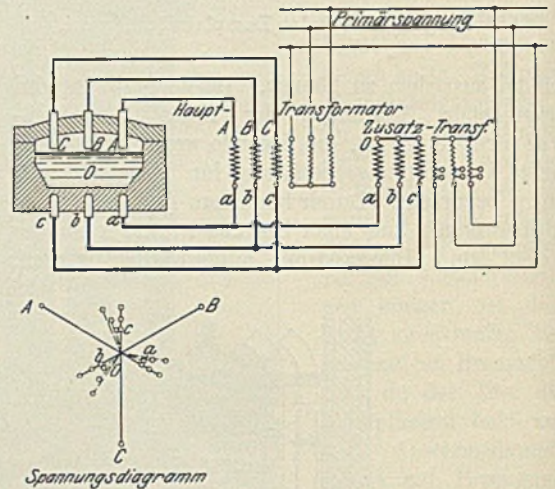 Primärspannung
Haupt- Transformator
A B C
Zusatz-Transf.
O
C B A
O
a b c
a b c
c b a
A B
c
b a
O
C
Spannungsdiagramm